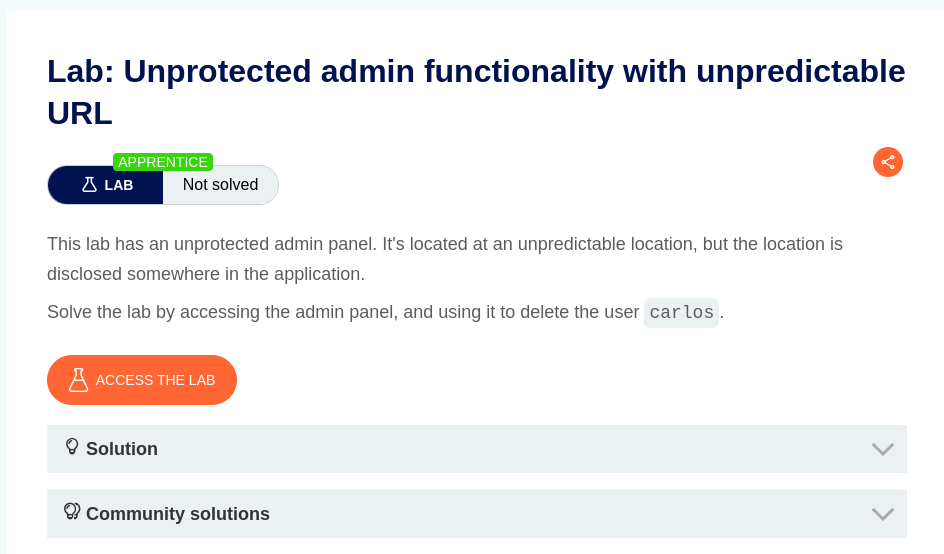 Lab: Unprotected admin functionality with unpredictable
URL
APPRENTICE
LAB
Not solved
This lab has an unprotected admin panel. It's located at an unpredictable location, but the location is
disclosed somewhere in the application.
Solve the lab by accessing the admin panel, and using it to delete the user carlos.
ACCESS THE LAB
Solution
Community solutions